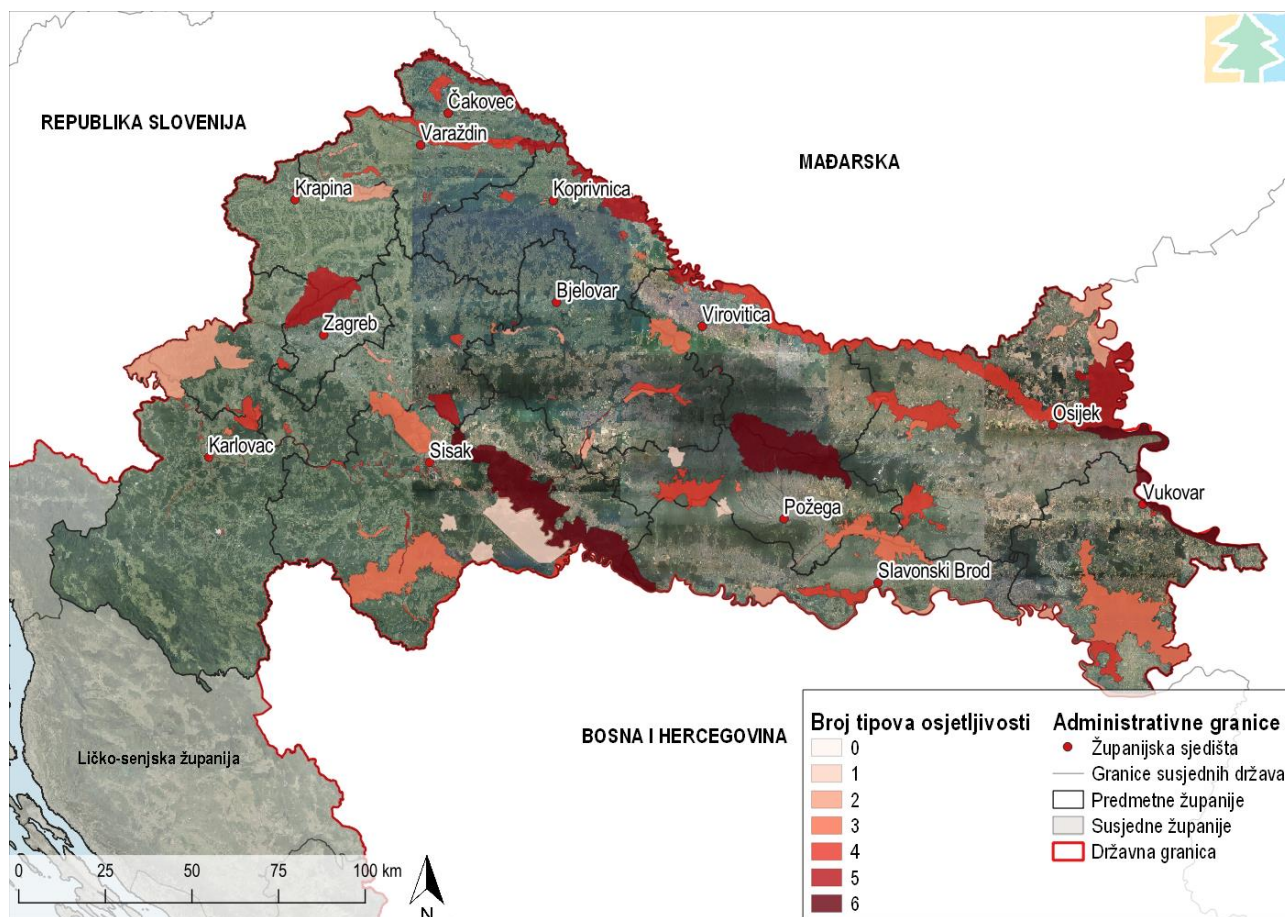 REPUBLIKA SLOVENIJA
Čakovec
Varaždin
MAĐARSKA
Krapina
Koprivnica
Bjelovar
Zagreb
Virovitica
Osijek
Karlovac
Sisak
Vukovar
Požega
Slavonski Brod
BOSNA I HERCEGOVINA
Ličko-senjska županija
0 25 50 100 km
N
Broj tipova osjetljivosti
0
1
2
3
4
5
6
Administrativne granice
Županijska sjedišta
Granice susjednih država
Predmetne županije
Susjedne županije
Državna granica